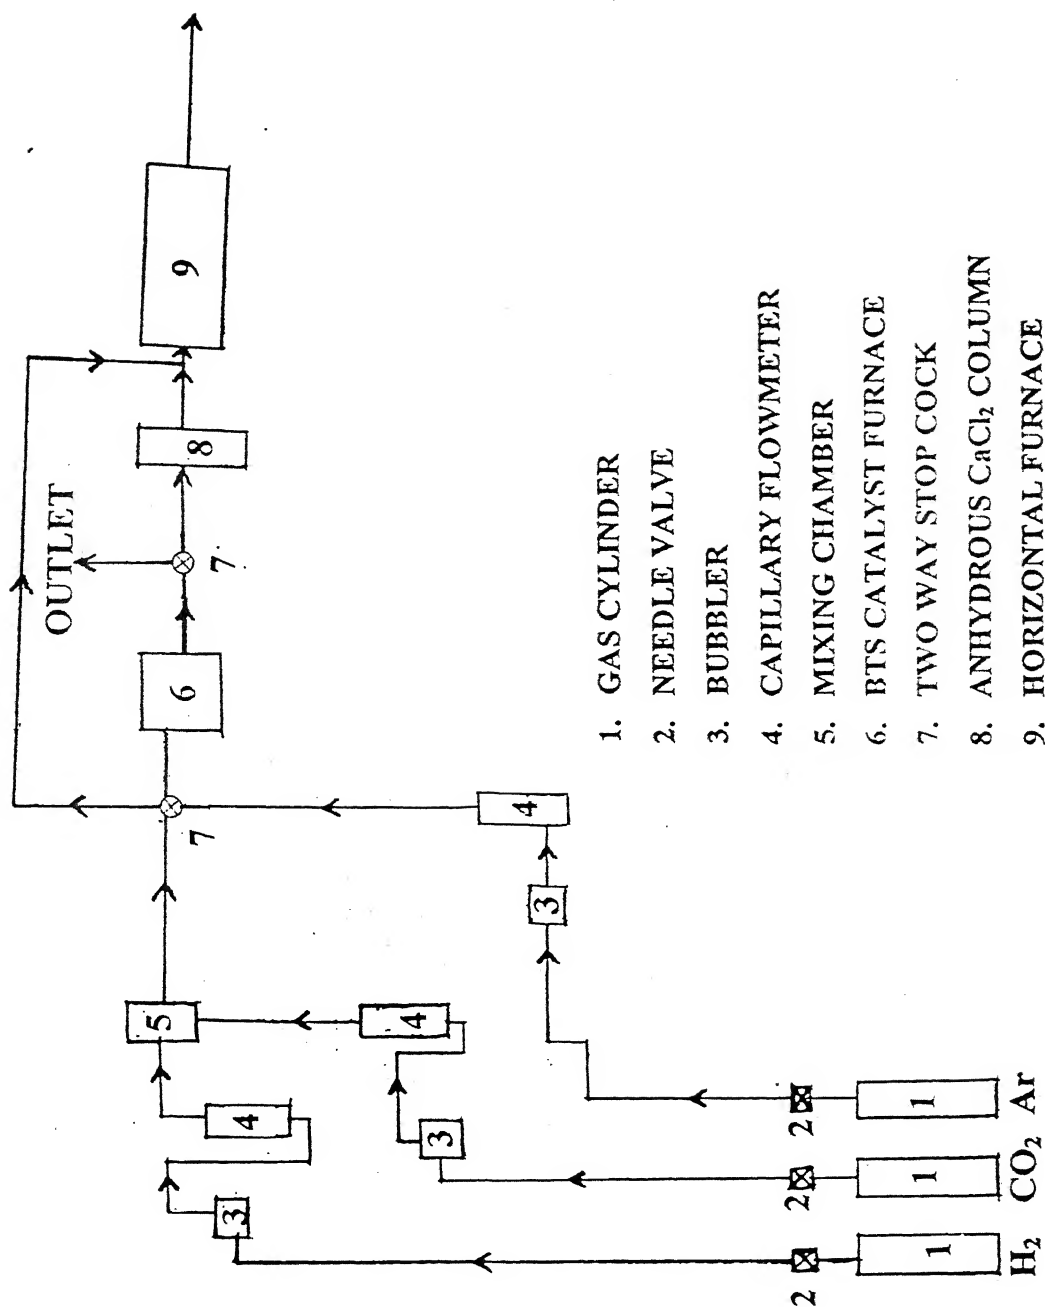 OUTLET
9
8
7
6
7
5
4
4
4
3
3
3
2
2
2
1
1
1
H₂
CO₂
Ar
1. GAS CYLINDER
2. NEEDLE VALVE
3. BUBBLER
4. CAPILLARY FLOWMETER
5. MIXING CHAMBER
6. BTS CATALYST FURNACE
7. TWO WAY STOP COCK
8. ANHYDROUS CaCl₂ COLUMN
9. HORIZONTAL FURNACE